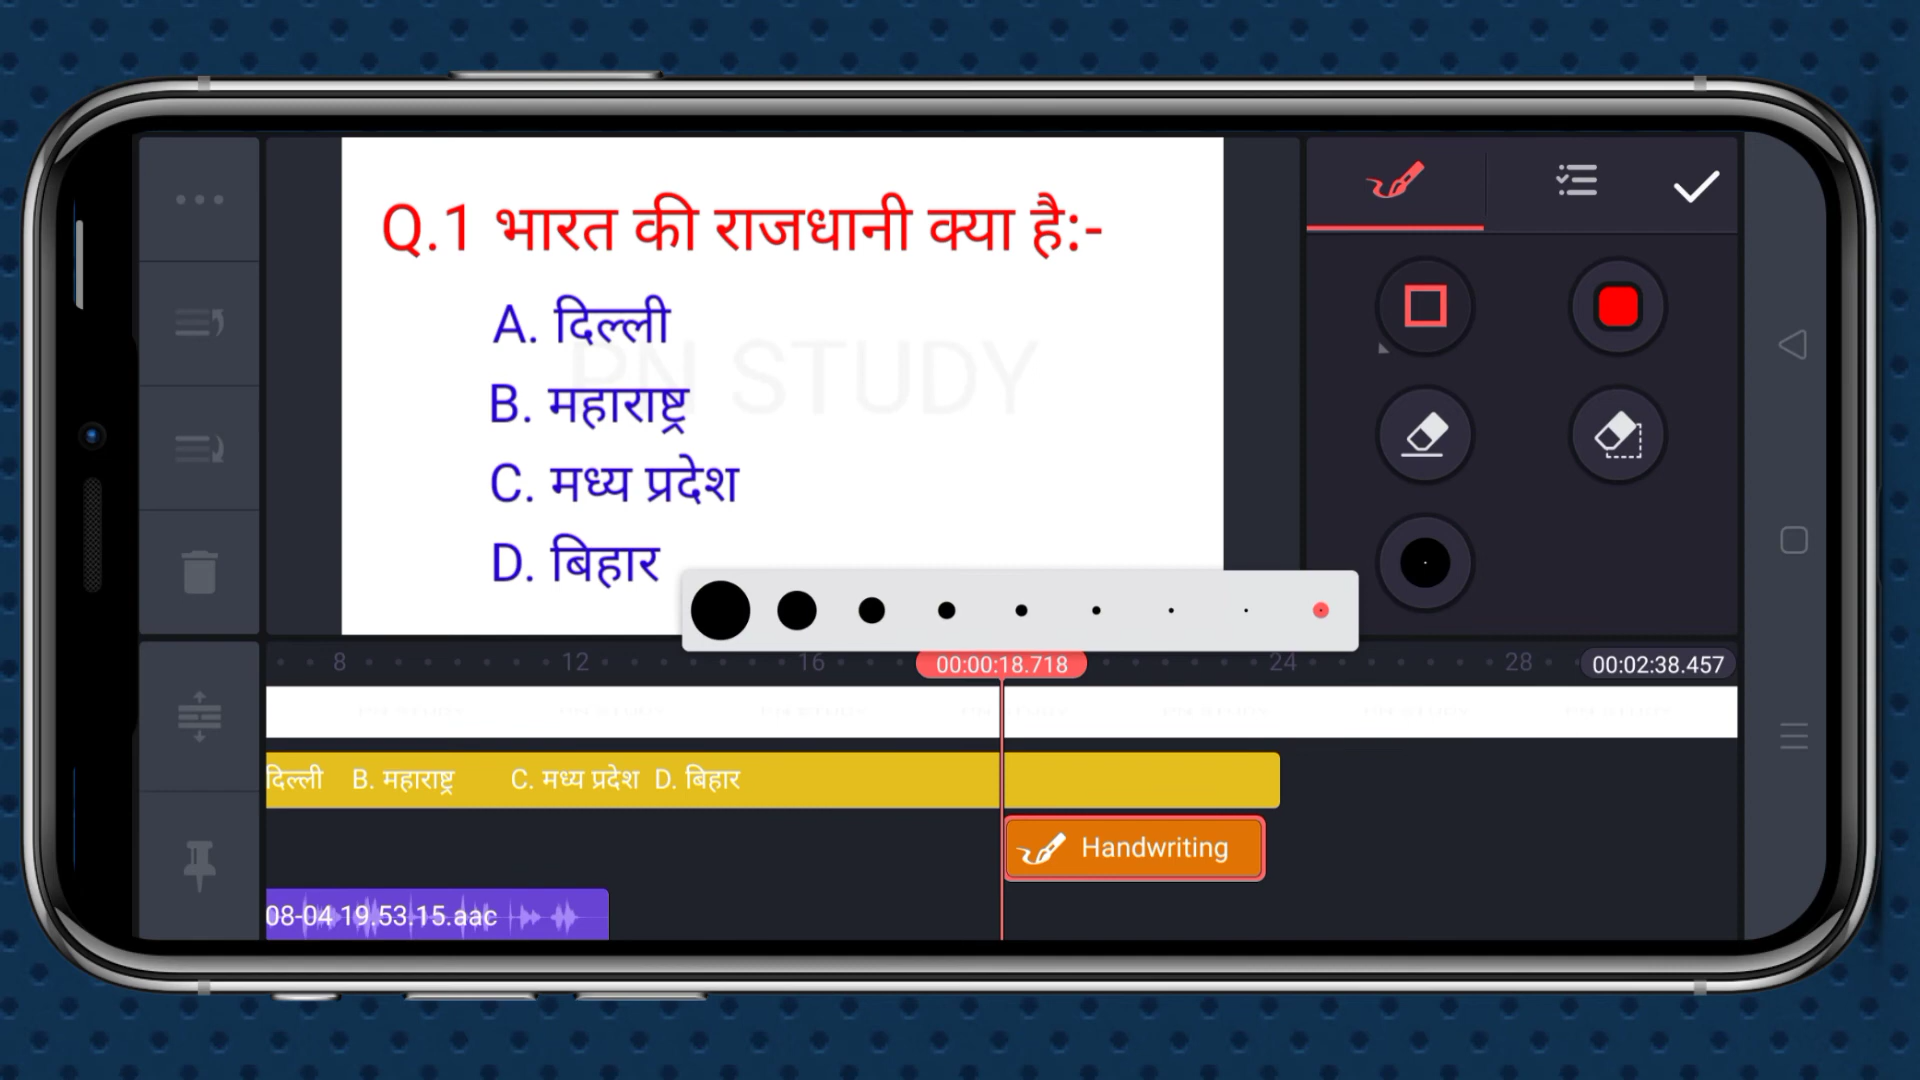 Q.1 भारत की राजधानी क्या है:-
A. दिल्ली
PN STUDY
B. महाराष्ट्र
C. मध्य प्रदेश
D. बिहार
8 12 16 00:00:18.718 24 28 00:02:38.457
दिल्ली B. महाराष्ट्र C. मध्य प्रदेश D. बिहार
Handwriting
08-04 19.53.15.aac